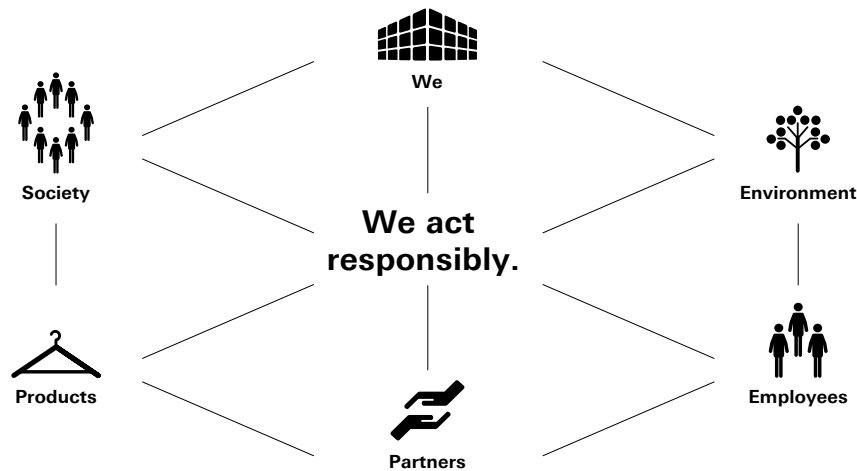 We
Society
Environment
We act
responsibly.
Products
Employees
Partners